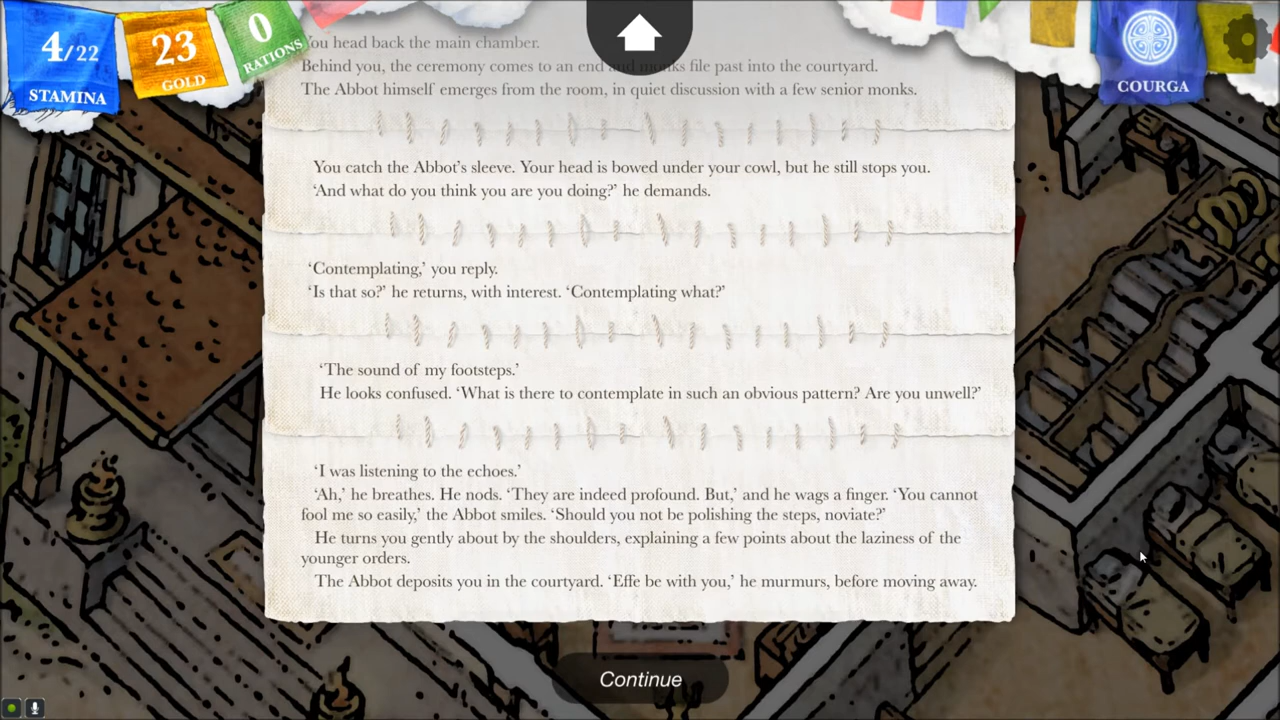 4/22
STAMINA
23
GOLD
0
RATIONS
COURGA
You head back the main chamber.
Behind you, the ceremony comes to an end and monks file past into the courtyard.
The Abbot himself emerges from the room, in quiet discussion with a few senior monks.
You catch the Abbot's sleeve. Your head is bowed under your cowl, but he still stops you.
‘And what do you think you are you doing?’ he demands.
‘Contemplating,’ you reply.
‘Is that so?’ he returns, with interest. ‘Contemplating what?’
‘The sound of my footsteps.’
He looks confused. ‘What is there to contemplate in such an obvious pattern? Are you unwell?’
‘I was listening to the echoes.’
‘Ah,’ he breathes. He nods. ‘They are indeed profound. But,’ and he wags a finger. ‘You cannot
fool me so easily,’ the Abbot smiles. ‘Should you not be polishing the steps, noviate?’
He turns you gently about by the shoulders, explaining a few points about the laziness of the
younger orders.
The Abbot deposits you in the courtyard. ‘Effe be with you,’ he murmurs, before moving away.
Continue